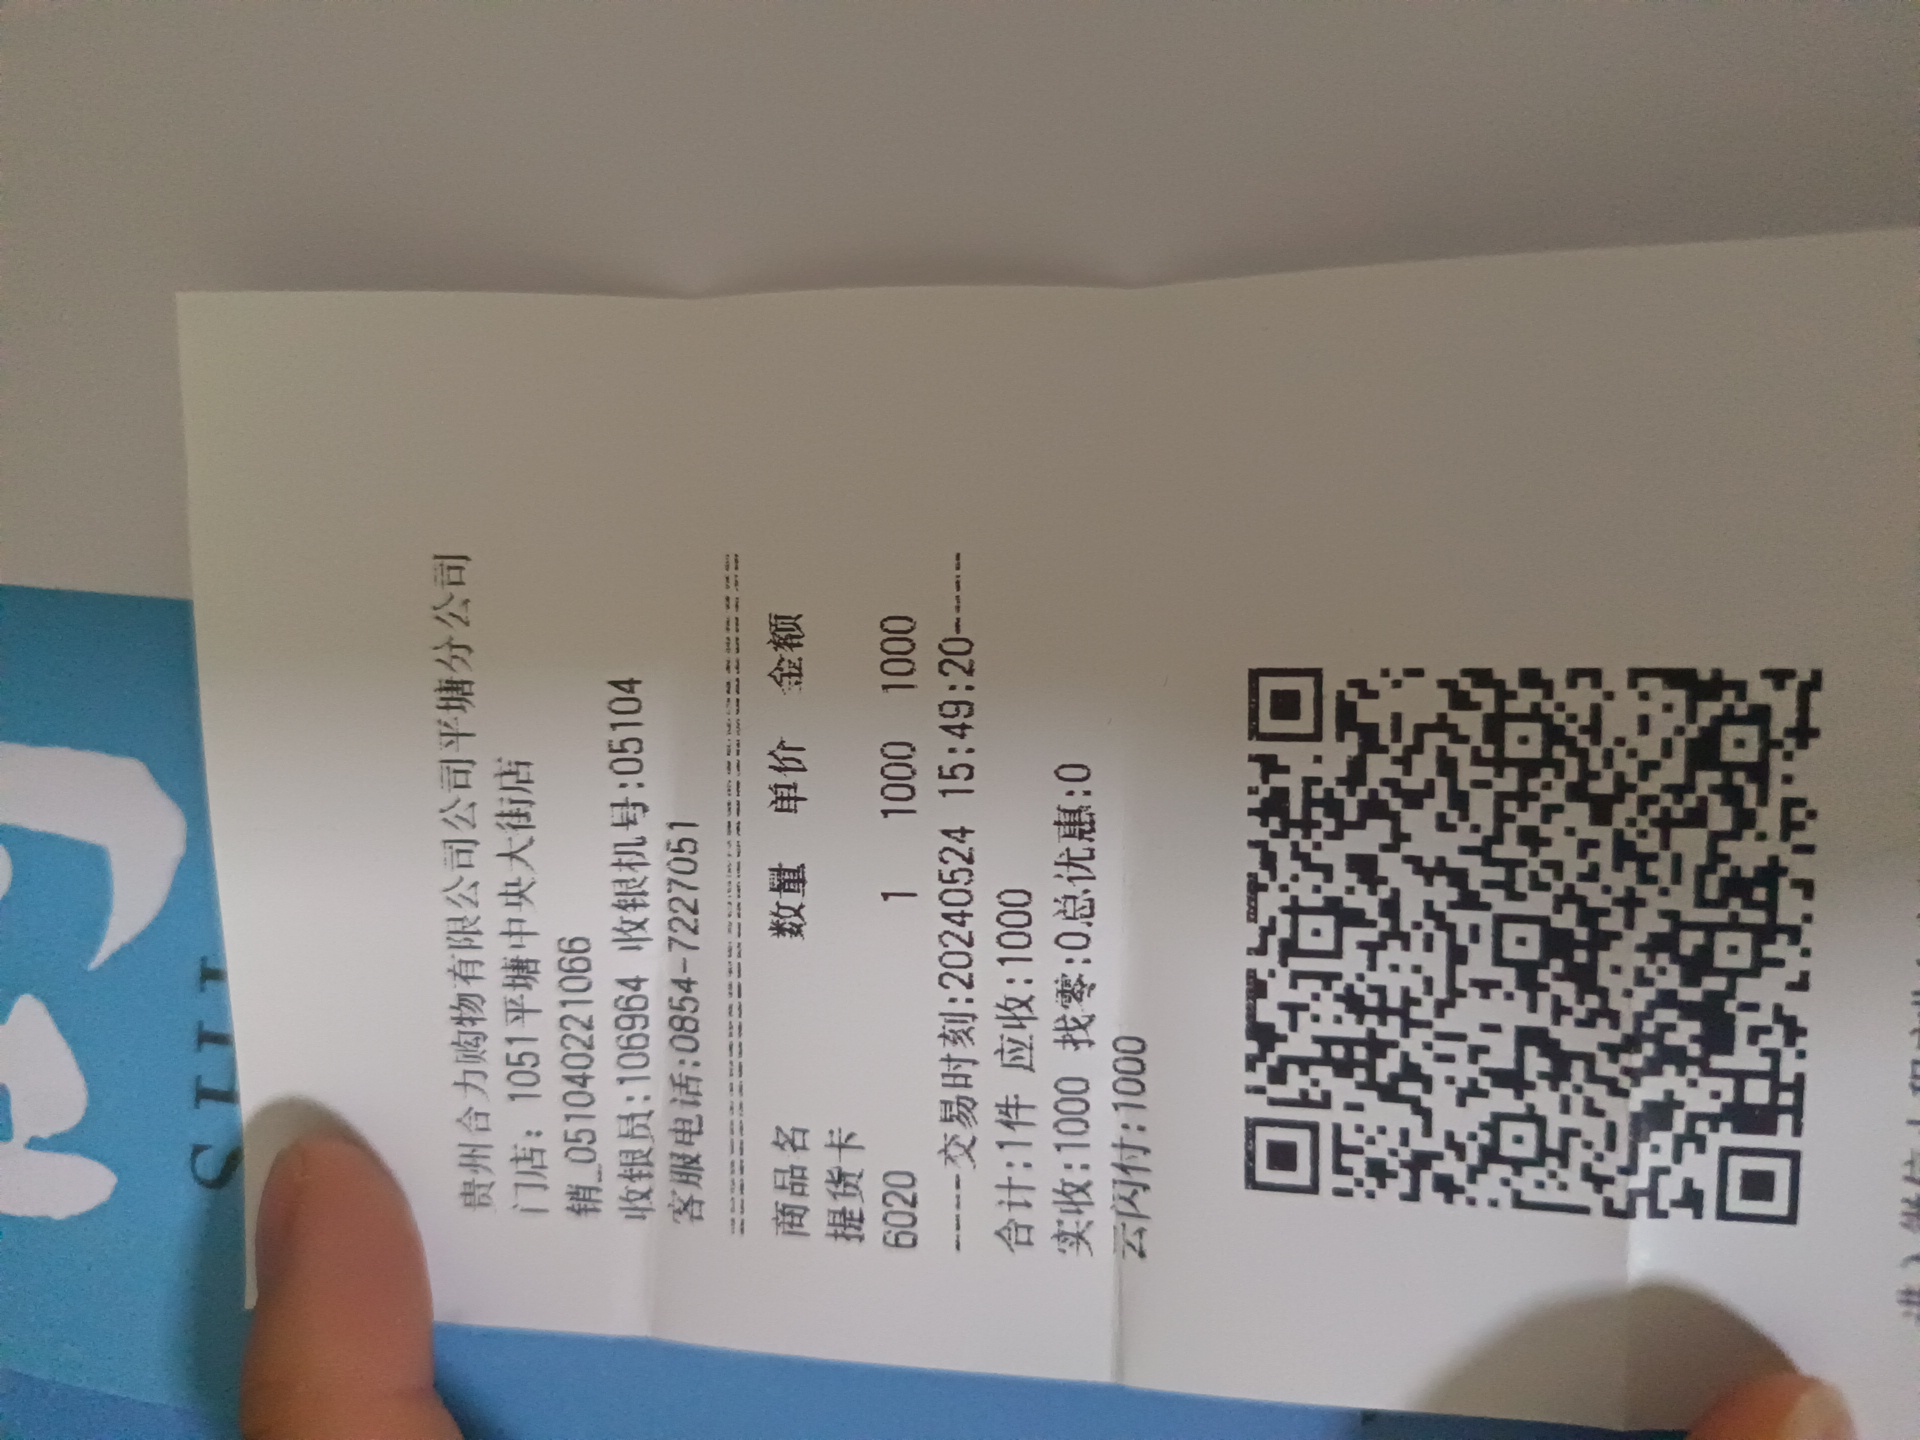 贵州合力购物有限公司公司平塘分公司
门店: 1051平塘中央大街店
销_0510400221066
收银员:106964 收银机号:05104
客服电话:0854-7227051
商品名 数量 单价 金额
提货卡
6020 1 1000 1000
----交易时刻:20240524 15:49:20----
合计:1件 应收:1000
实收:1000 找零:0总优惠:0
云闪付:1000